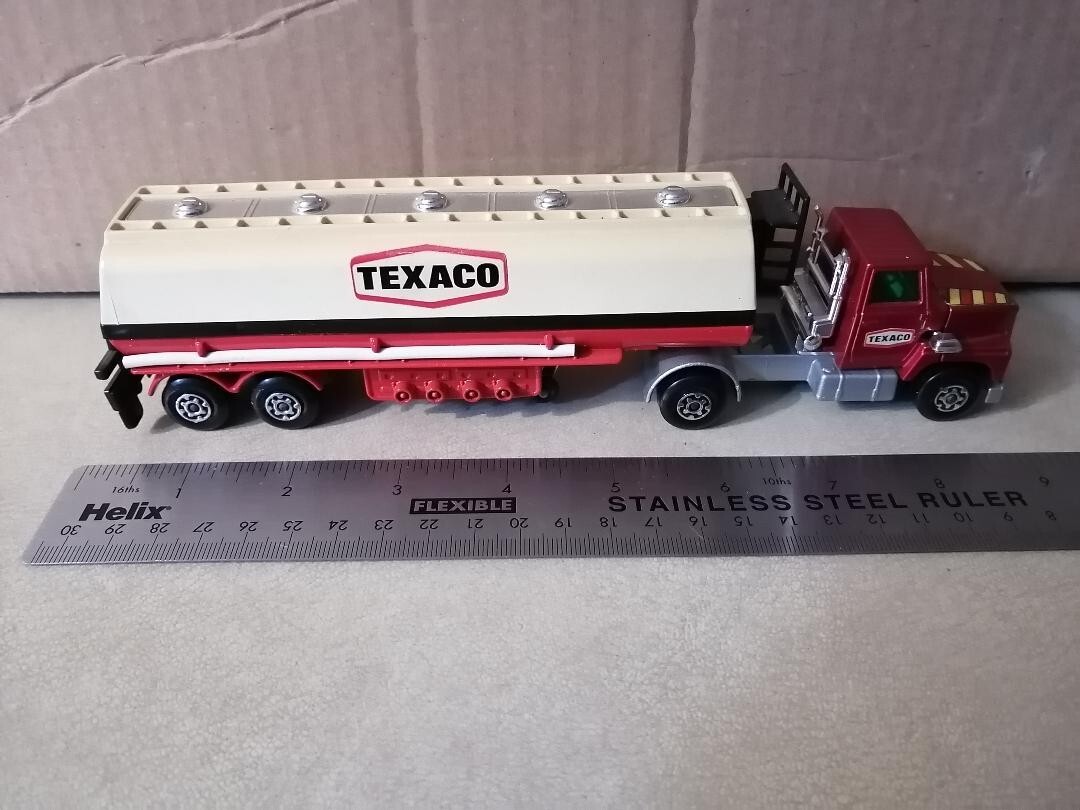 TEXACO
TEXACO
16ths 1 2 3 4 5 6 10ths 7 8 9
Helix® FLEXIBLE STAINLESS STEEL RULER
30 29 28 27 26 25 24 23 22 21 20 19 18 17 16 15 14 13 12 11 10 9 8